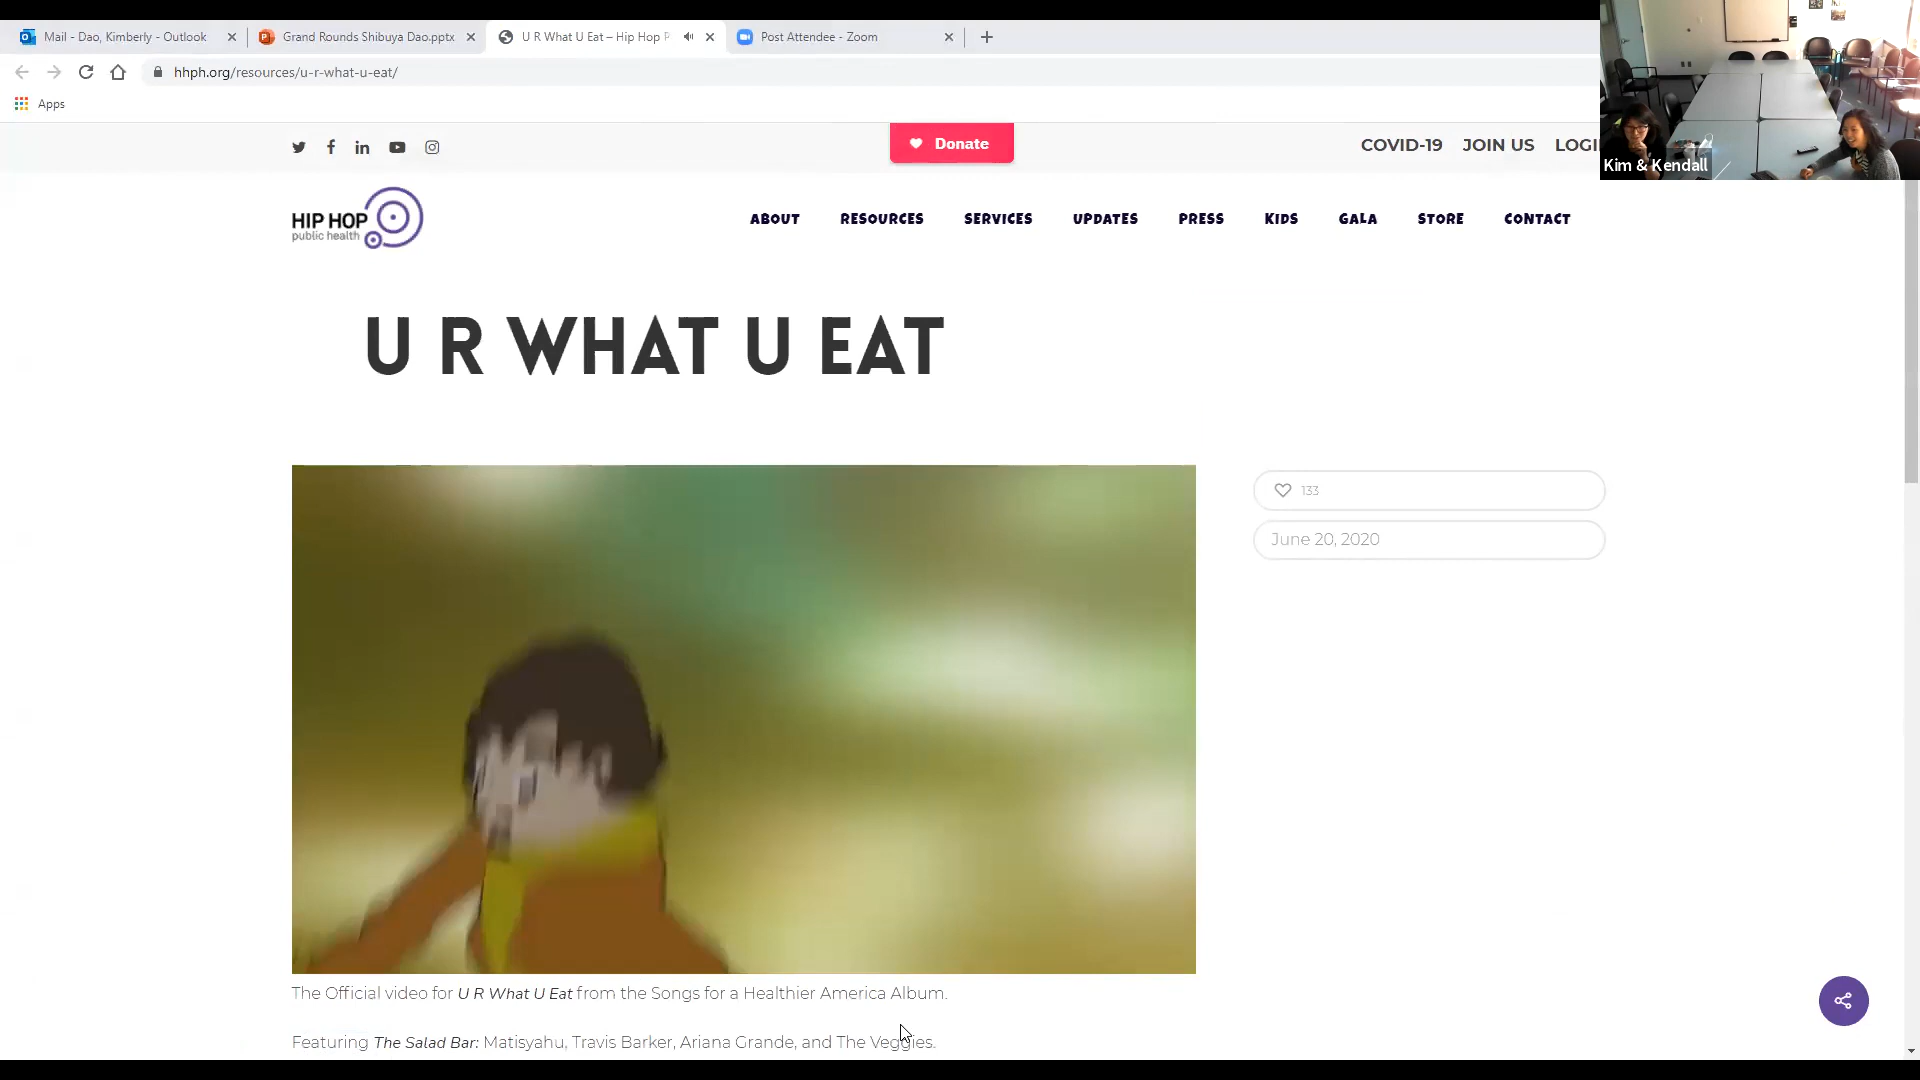 Mail - Dao, Kimberly - Outlook
Grand Rounds Shibuya Dao.pptx
U R What U Eat – Hip Hop
Post Attendee - Zoom
hhph.org/resources/u-r-what-u-eat/
Apps
Donate
COVID-19 JOIN US LOGI
Kim & Kendall
HIP HOP
public health
ABOUT RESOURCES SERVICES UPDATES PRESS KIDS GALA STORE CONTACT
U R WHAT U EAT
133
June 20, 2020
The Official video for U R What U Eat from the Songs for a Healthier America Album.
Featuring The Salad Bar: Matisyahu, Travis Barker, Ariana Grande, and The Veggies.